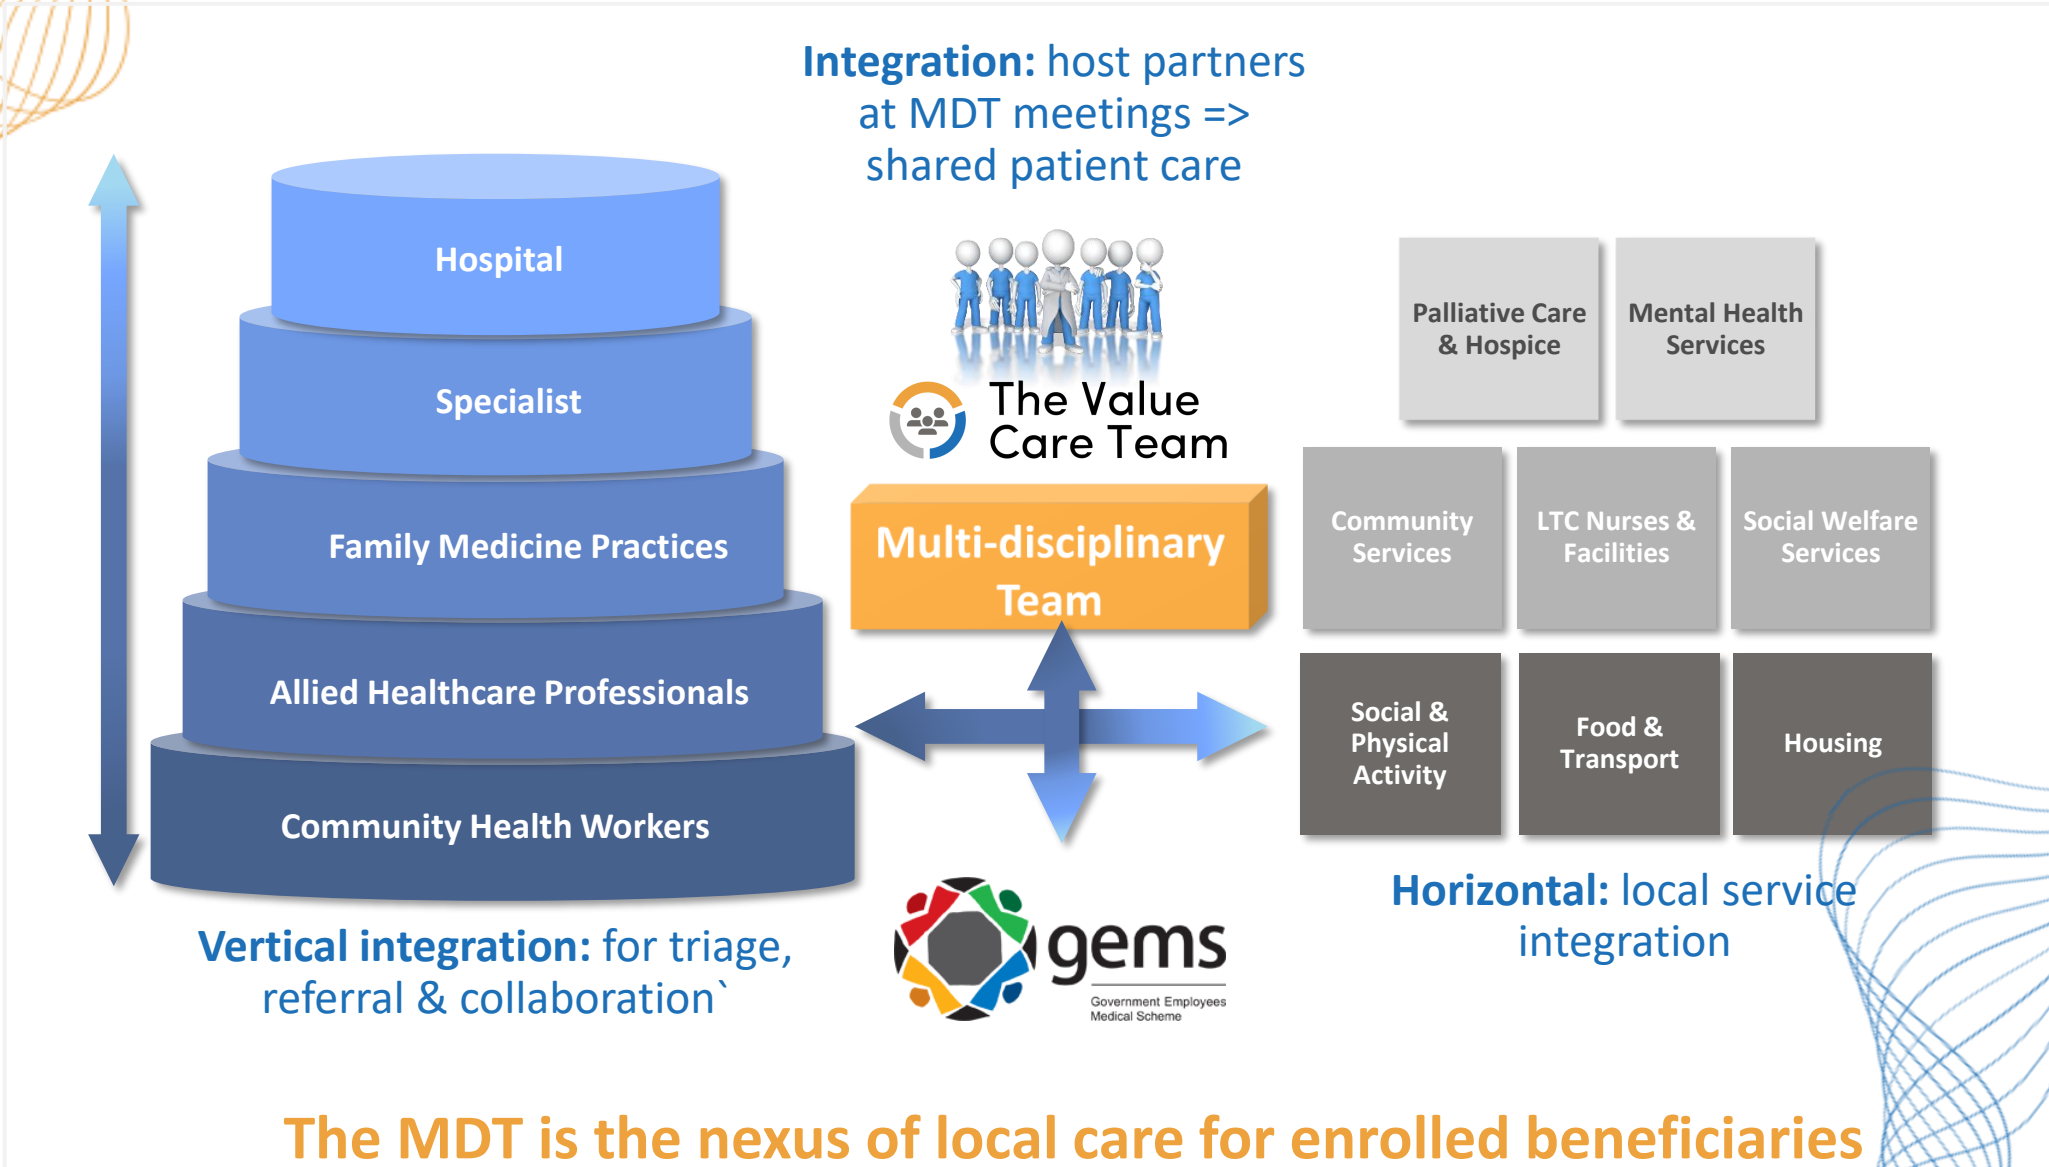 Integration: host partners
at MDT meetings =>
shared patient care
Hospital
Specialist
Family Medicine Practices
Allied Healthcare Professionals
Community Health Workers
Vertical integration: for triage,
referral & collaboration`
The Value
Care Team
Multi-disciplinary
Team
gems
Government Employees
Medical Scheme
Palliative Care
& Hospice
Mental Health
Services
Community
Services
LTC Nurses &
Facilities
Social Welfare
Services
Social &
Physical
Activity
Food &
Transport
Housing
Horizontal: local service
integration
The MDT is the nexus of local care for enrolled beneficiaries